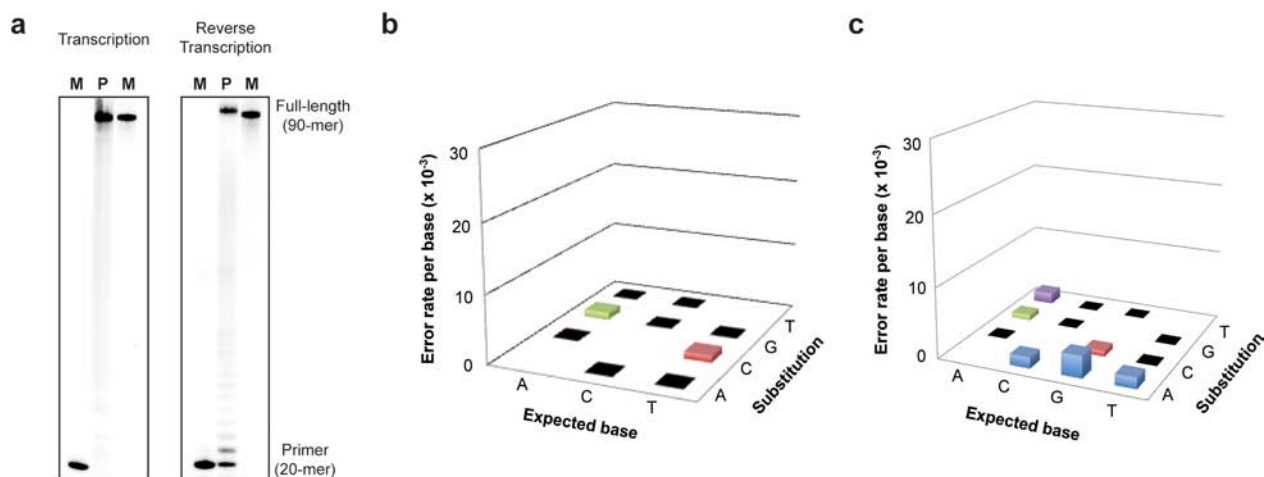 a
Transcription
Reverse
Transcription
M P M
M P M
Full-length
(90-mer)
Primer
(20-mer)
b
Error rate per base (x 10⁻³)
30
20
10
0
A
C
T
Expected base
A
C
G
T
Substitution
c
Error rate per base (x 10⁻³)
30
20
10
0
A
C
G
T
Expected base
A
C
G
T
Substitution